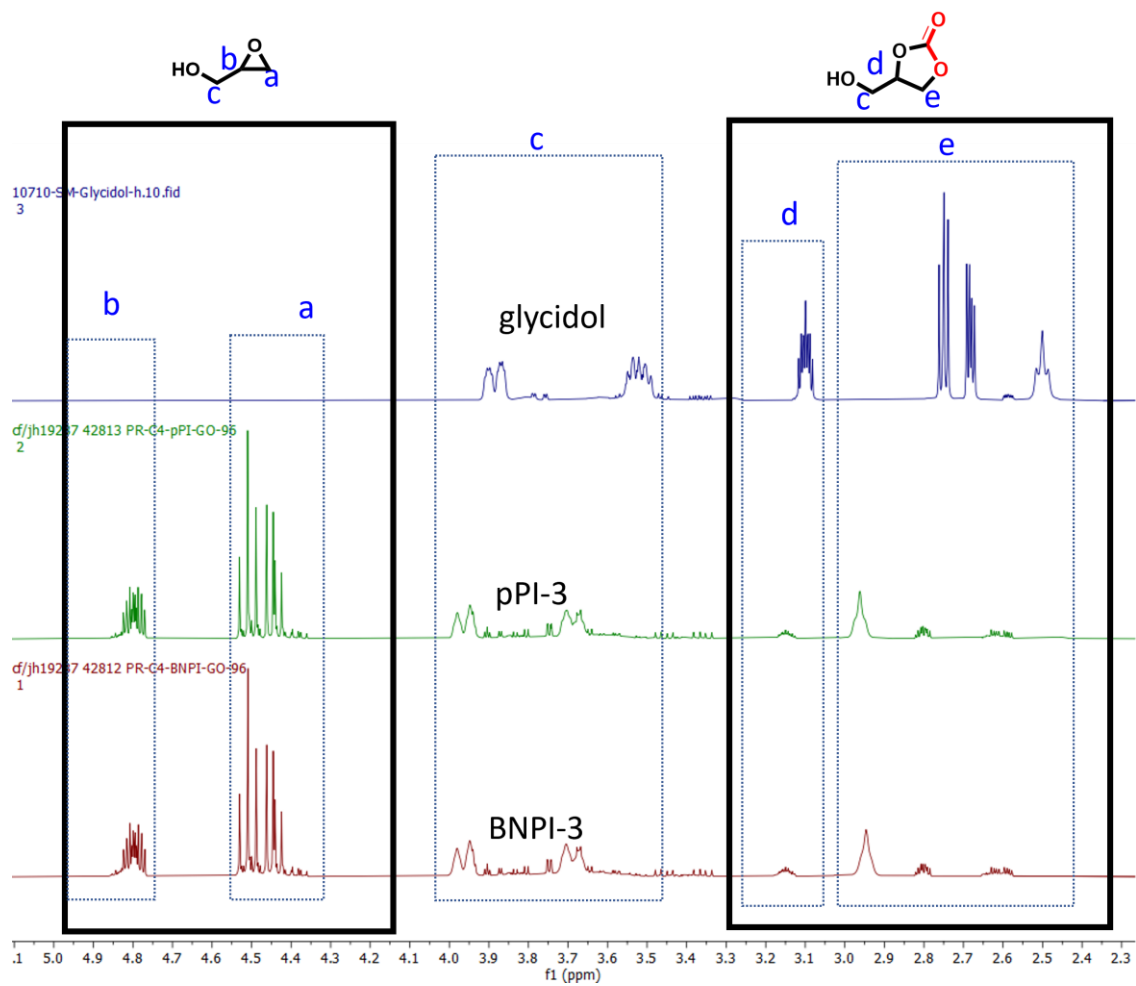 O
b
HO
a
c
O
O
d
HO
O
c
e
c
e
10710-SM-Glycidol-h.10.fid
3
d
b
a
glycidol
cf/jh19237 42813 PR-C4-pPI-GO-96
2
pPI-3
cf/jh19237 42812 PR-C4-BNPI-GO-96
1
BNPI-3
.1 5.0 4.9 4.8 4.7 4.6 4.5 4.4 4.3 4.2 4.1 4.0 3.9 3.8 3.7 3.6 3.5 3.4 3.3 3.2 3.1 3.0 2.9 2.8 2.7 2.6 2.5 2.4 2.3
f1 (ppm)